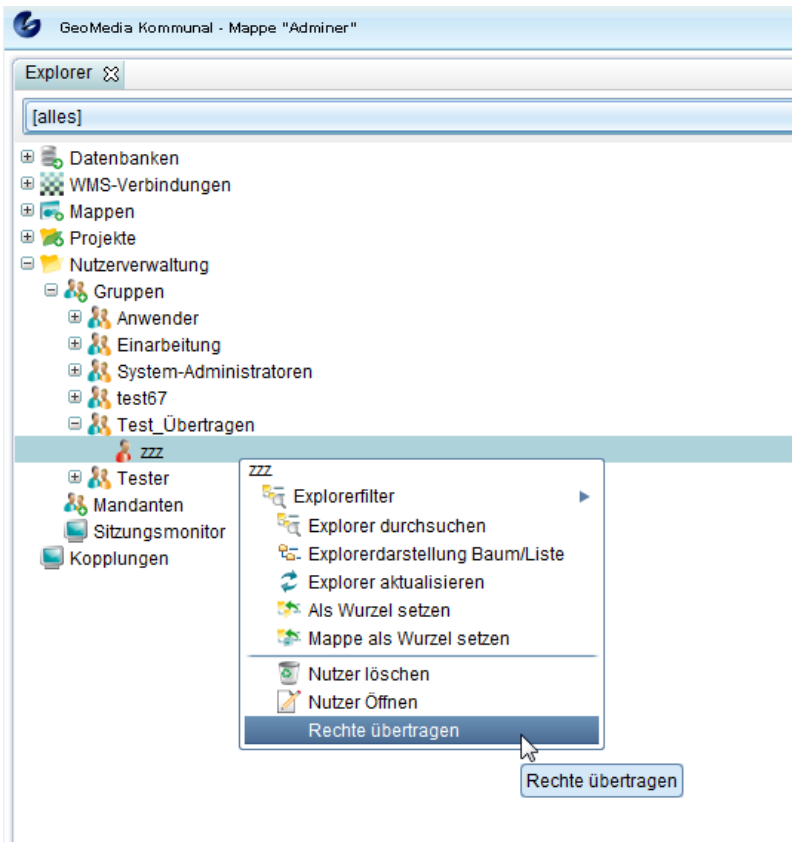 GeoMedia Kommunal - Mappe "Adminer"
Explorer
[alles]
Datenbanken
WMS-Verbindungen
Mappen
Projekte
Nutzerverwaltung
Gruppen
Anwender
Einarbeitung
System-Administratoren
test67
Test_Übertragen
zzz
Tester
Mandanten
Sitzungsmonitor
Kopplungen
zzz
Explorerfilter
Explorer durchsuchen
Explorerdarstellung Baum/Liste
Explorer aktualisieren
Als Wurzel setzen
Mappe als Wurzel setzen
Nutzer löschen
Nutzer Öffnen
Rechte übertragen
Rechte übertragen